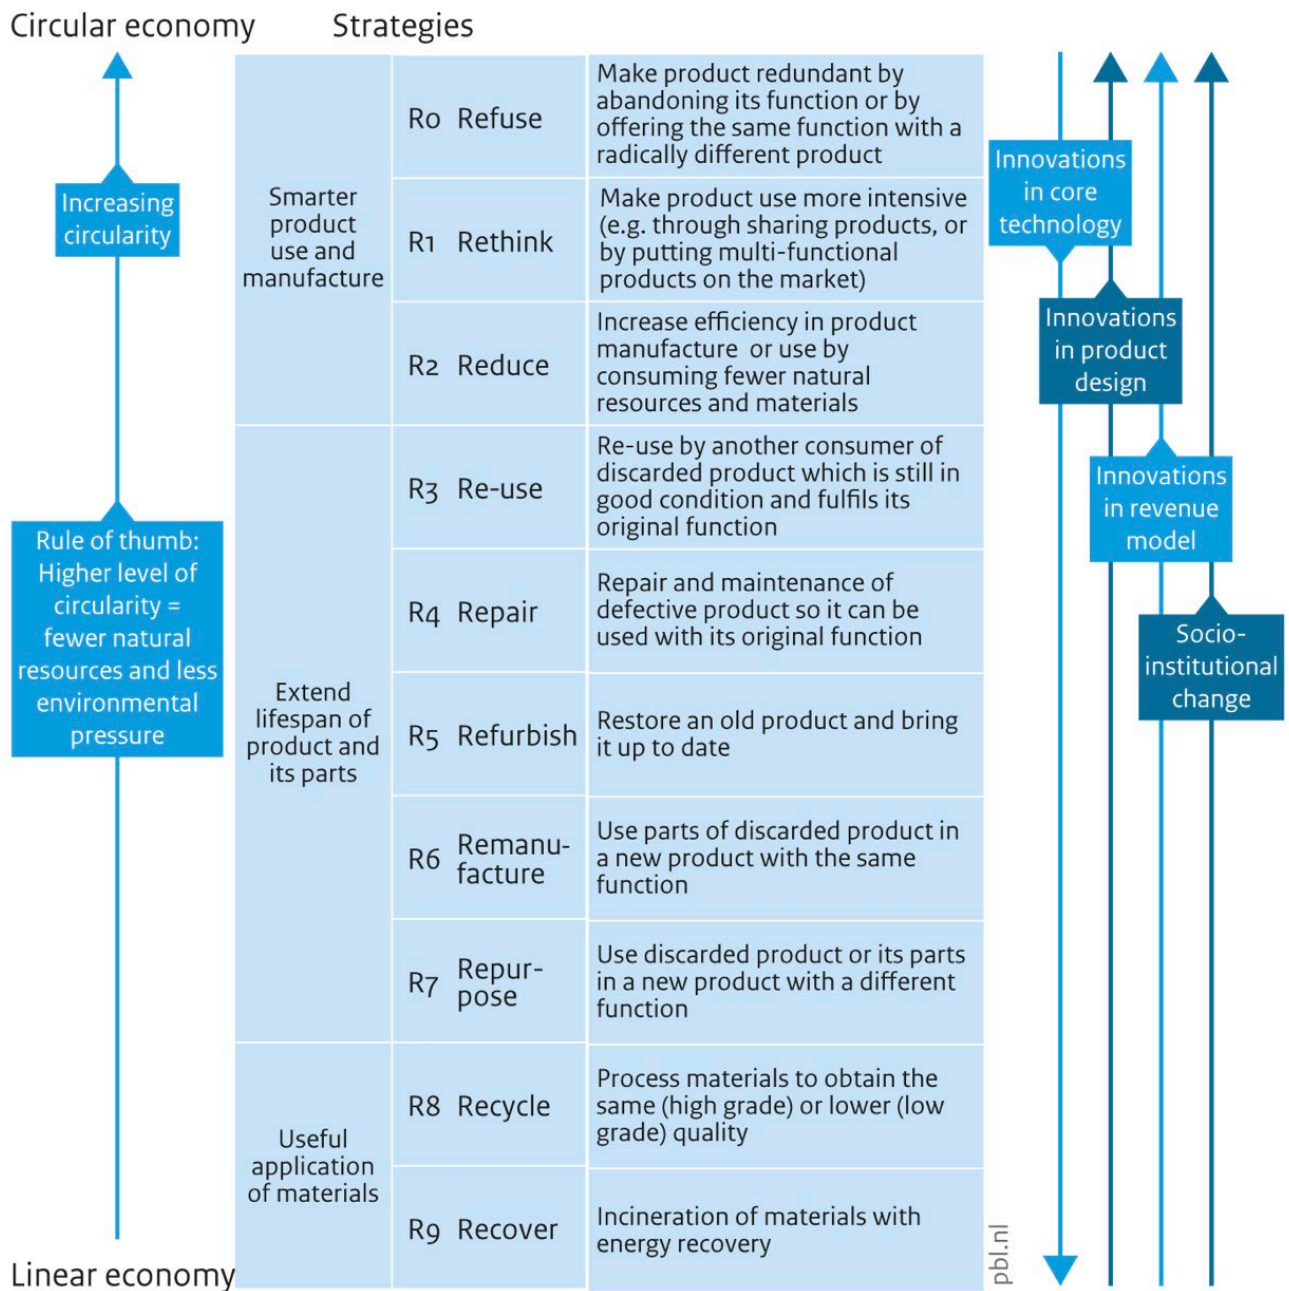 Circular economy
Strategies
Increasing
circularity
Rule of thumb:
Higher level of
circularity =
fewer natural
resources and less
environmental
pressure
Linear economy
Smarter
product
use and
manufacture
R0 Refuse
Make product redundant by
abandoning its function or by
offering the same function with a
radically different product
R1 Rethink
Make product use more intensive
(e.g. through sharing products, or
by putting multi-functional
products on the market)
R2 Reduce
Increase efficiency in product
manufacture or use by
consuming fewer natural
resources and materials
Extend
lifespan of
product and
its parts
R3 Re-use
Re-use by another consumer of
discarded product which is still in
good condition and fulfils its
original function
R4 Repair
Repair and maintenance of
defective product so it can be
used with its original function
R5 Refurbish
Restore an old product and bring
it up to date
R6 Remanu-
facture
Use parts of discarded product in
a new product with the same
function
R7 Repur-
pose
Use discarded product or its parts
in a new product with a different
function
Useful
application
of materials
R8 Recycle
Process materials to obtain the
same (high grade) or lower (low
grade) quality
R9 Recover
Incineration of materials with
energy recovery
pbl.nl
Innovations
in core
technology
Innovations
in product
design
Innovations
in revenue
model
Socio-
institutional
change